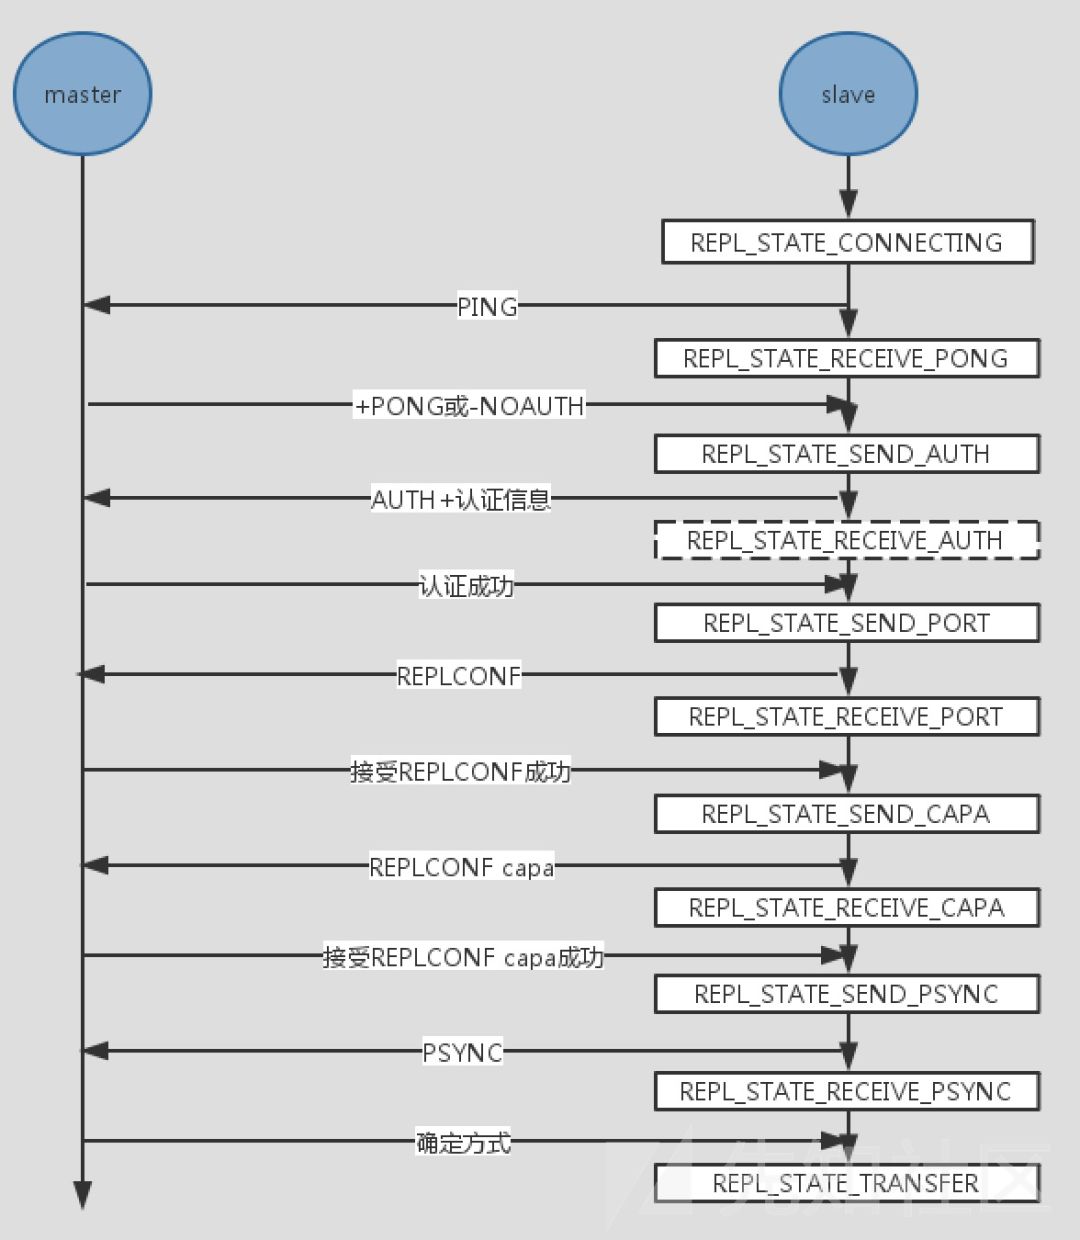 master
slave
REPL_STATE_CONNECTING
PING
REPL_STATE_RECEIVE_PONG
+PONG或-NOAUTH
REPL_STATE_SEND_AUTH
AUTH+认证信息
REPL_STATE_RECEIVE_AUTH
认证成功
REPL_STATE_SEND_PORT
REPLCONF
REPL_STATE_RECEIVE_PORT
接受REPLCONF成功
REPL_STATE_SEND_CAPA
REPLCONF capa
REPL_STATE_RECEIVE_CAPA
接受REPLCONF capa成功
REPL_STATE_SEND_PSYNC
PSYNC
REPL_STATE_RECEIVE_PSYNC
确定方式
先知社区
REPL_STATE_TRANSFER